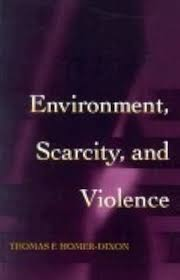 Environment,
Scarcity, and
Violence
THOMAS F. HOMER-DIXON